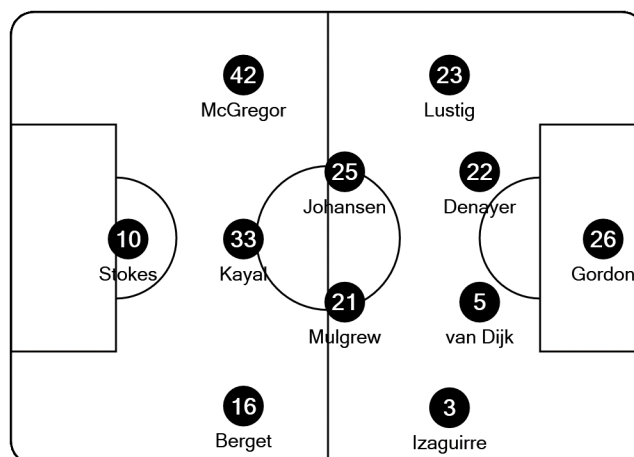 42
McGregor
23
Lustig
25
Johansen
22
Denayer
10
Stokes
33
Kayal
26
Gordon
21
Mulgrew
5
van Dijk
16
Berget
3
Izaguirre